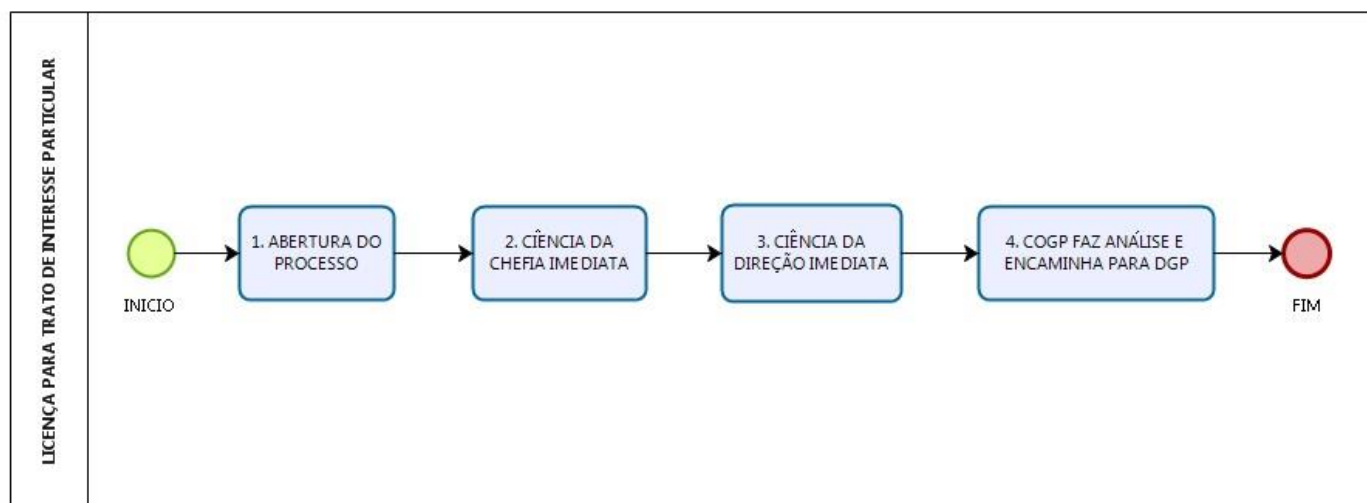 LICENÇA PARA TRATO DE INTERESSE PARTICULAR
INICIO
1. ABERTURA DO
PROCESSO
2. CIÊNCIA DA
CHEFIA IMEDIATA
3. CIÊNCIA DA
DIREÇÃO IMEDIATA
4. COGP FAZ ANÁLISE E
ENCAMINHA PARA DGP
FIM